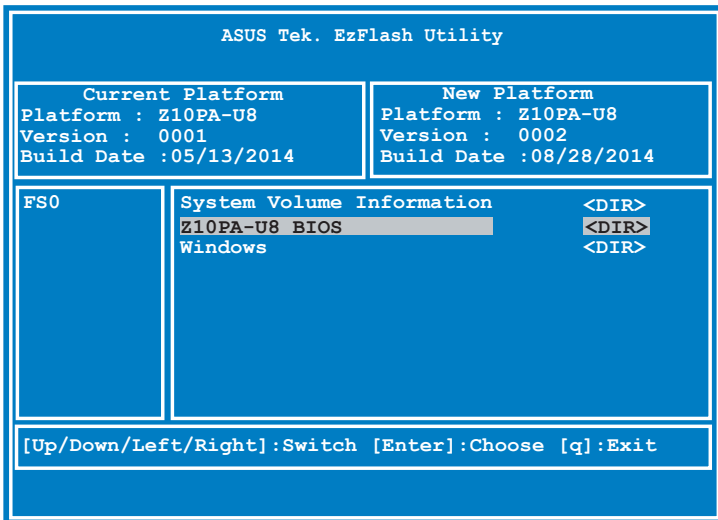 ASUS Tek. EzFlash Utility
Current Platform
Platform : Z10PA-U8
Version : 0001
Build Date :05/13/2014
New Platform
Platform : Z10PA-U8
Version : 0002
Build Date :08/28/2014
FS0
System Volume Information <DIR>
Z10PA-U8 BIOS <DIR>
Windows <DIR>
[Up/Down/Left/Right]:Switch [Enter]:Choose [q]:Exit